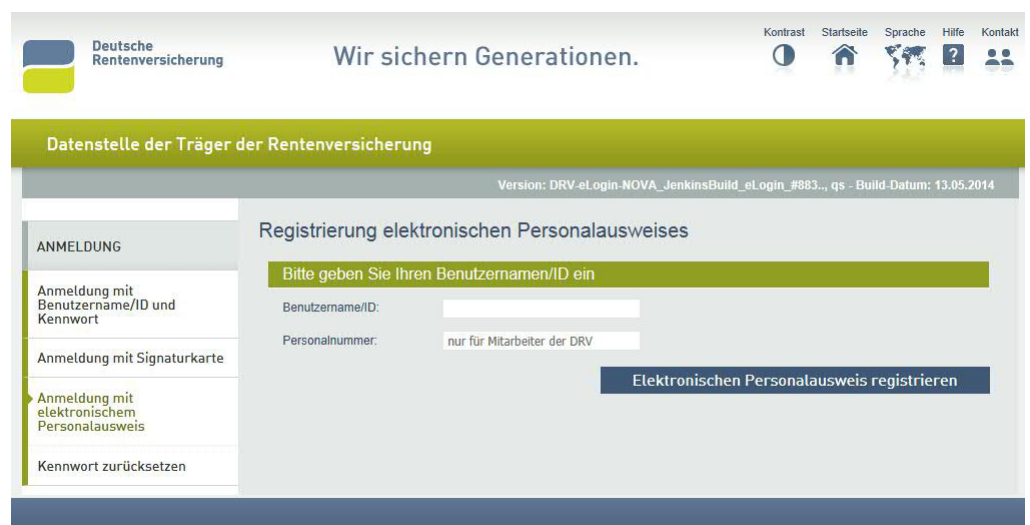 Deutsche
Rentenversicherung
Wir sichern Generationen.
Kontrast Startseite Sprache Hilfe Kontakt
Datenstelle der Träger der Rentenversicherung
Version: DRV-eLogin-NOVA_JenkinsBuild_eLogin_#883.., qs - Build-Datum: 13.05.2014
ANMELDUNG
Anmeldung mit
Benutzername/ID und
Kennwort
Anmeldung mit Signaturkarte
Anmeldung mit
elektronischem
Personalausweis
Kennwort zurücksetzen
Registrierung elektronischen Personalausweises
Bitte geben Sie Ihren Benutzernamen/ID ein
Benutzername/ID:
Personalnummer: nur für Mitarbeiter der DRV
Elektronischen Personalausweis registrieren